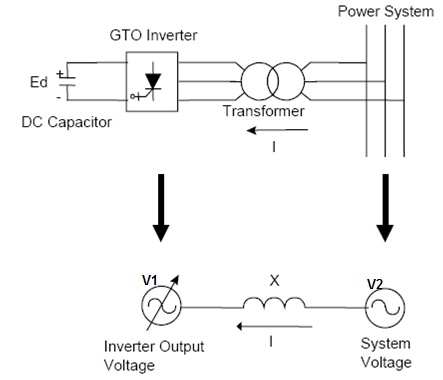 Power System
GTO Inverter
Ed
+
-
DC Capacitor
Transformer
I
V1
X
V2
I
Inverter Output
Voltage
System
Voltage